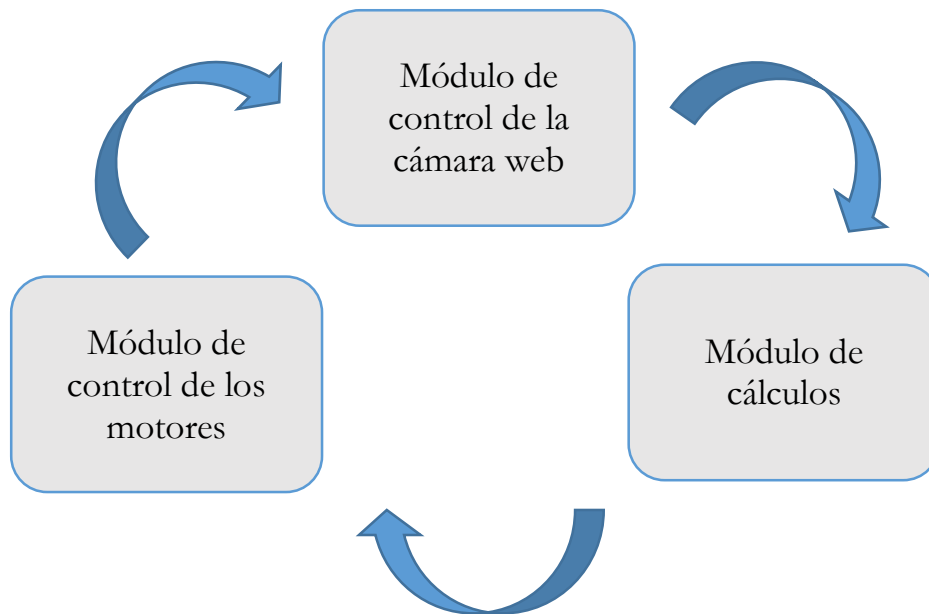 Módulo de
control de la
cámara web
Módulo de
control de los
motores
Módulo de
cálculos